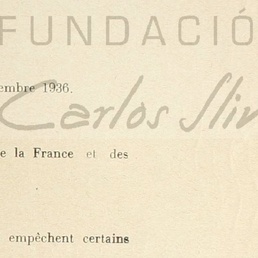 FUNDACIÓ
embre 1936.
Carlos Sliv
e la France et des
empêchent certains